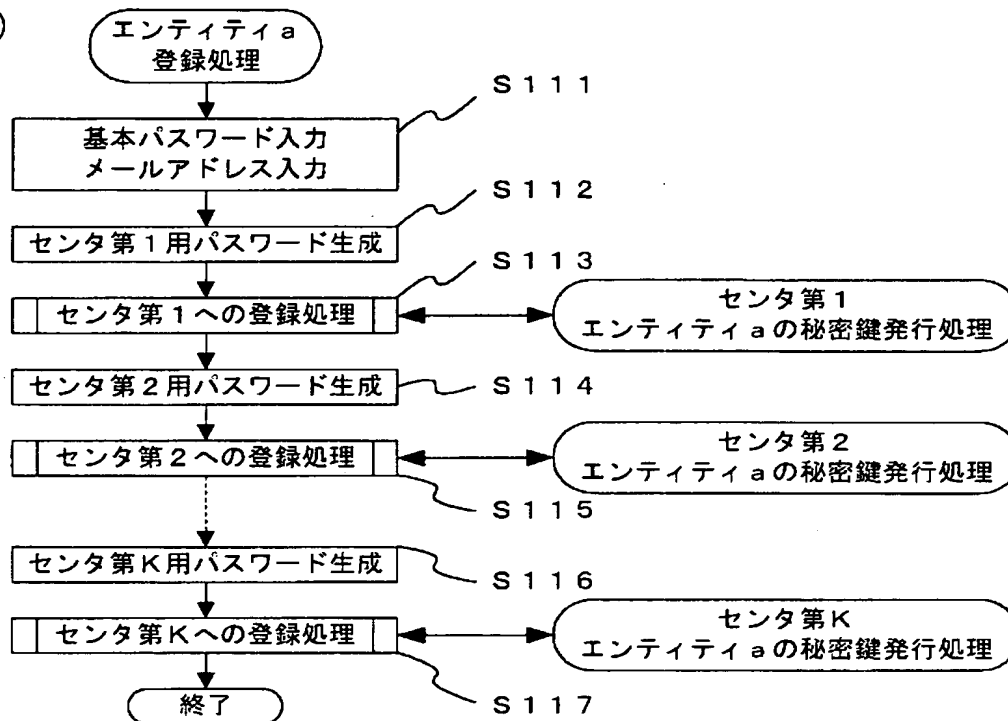 エンティティａ
登録処理
Ｓ１１１
基本パスワード入力
メールアドレス入力
Ｓ１１２
センタ第１用パスワード生成
Ｓ１１３
センタ第１への登録処理
センタ第１
エンティティａの秘密鍵発行処理
センタ第２用パスワード生成
Ｓ１１４
センタ第２への登録処理
センタ第２
エンティティａの秘密鍵発行処理
Ｓ１１５
センタ第Ｋ用パスワード生成
Ｓ１１６
センタ第Ｋへの登録処理
センタ第Ｋ
エンティティａの秘密鍵発行処理
Ｓ１１７
終了